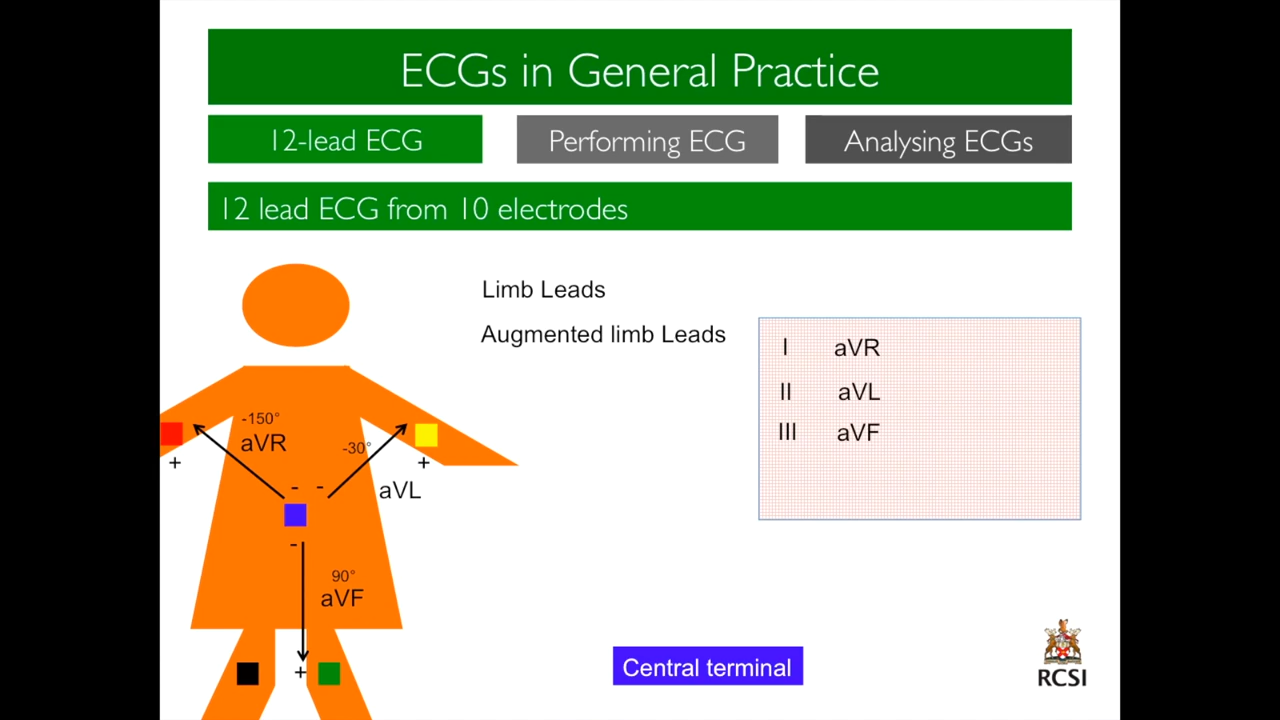 ECGs in General Practice
12-lead ECG
Performing ECG
Analysing ECGs
12 lead ECG from 10 electrodes
Limb Leads
Augmented limb Leads
I aVR
II aVL
III aVF
-150°
aVR
-30°
+
+
- -
aVL
-
90°
aVF
+
Central terminal
RCSI